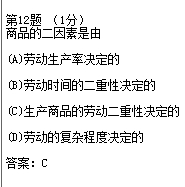 第12题 （1分）
商品的二因素是由
(A)劳动生产率决定的
(B)劳动时间的二重性决定的
(C)生产商品的劳动二重性决定的
(D)劳动的复杂程度决定的
答案：C